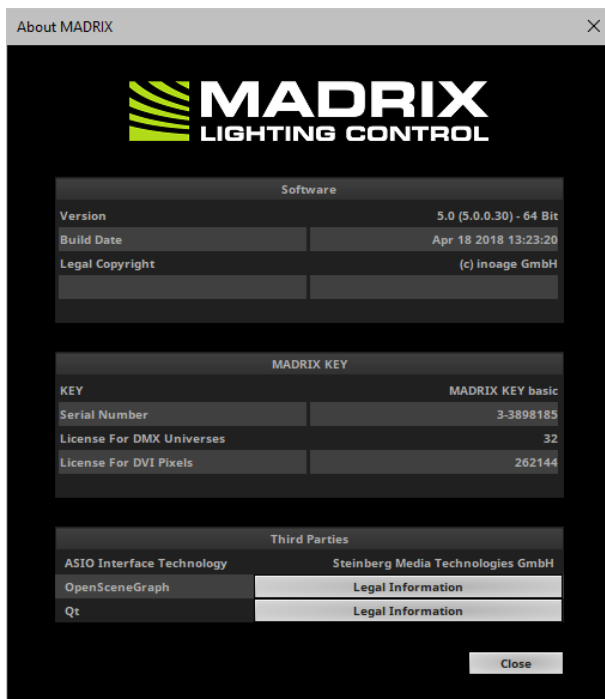 About MADRIX
MADRIX
LIGHTING CONTROL
Software
Version 5.0 (5.0.0.30) - 64 Bit
Build Date Apr 18 2018 13:23:20
Legal Copyright (c) inoage GmbH
MADRIX KEY
KEY MADRIX KEY basic
Serial Number 3-3898185
License For DMX Universes 32
License For DVI Pixels 262144
Third Parties
ASIO Interface Technology Steinberg Media Technologies GmbH
OpenSceneGraph Legal Information
Qt Legal Information
Close